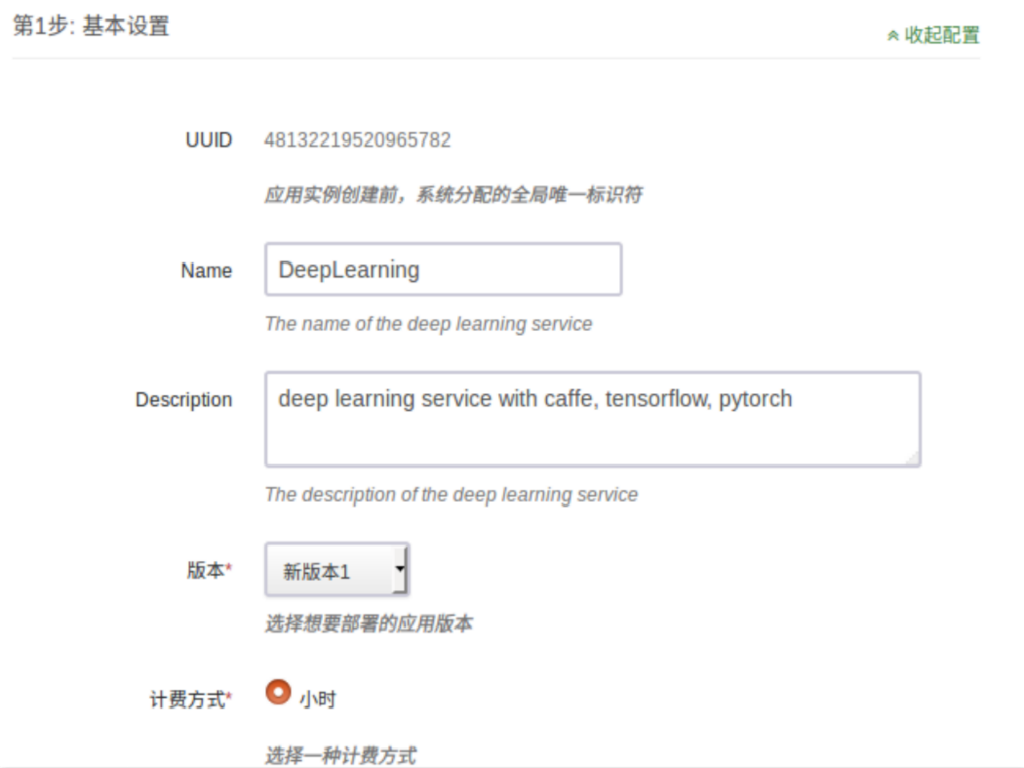 第1步: 基本设置
收起配置
UUID 48132219520965782
应用实例创建前，系统分配的全局唯一标识符
Name DeepLearning
The name of the deep learning service
Description deep learning service with caffe, tensorflow, pytorch
The description of the deep learning service
版本* 新版本1
选择想要部署的应用版本
计费方式* 小时
选择一种计费方式